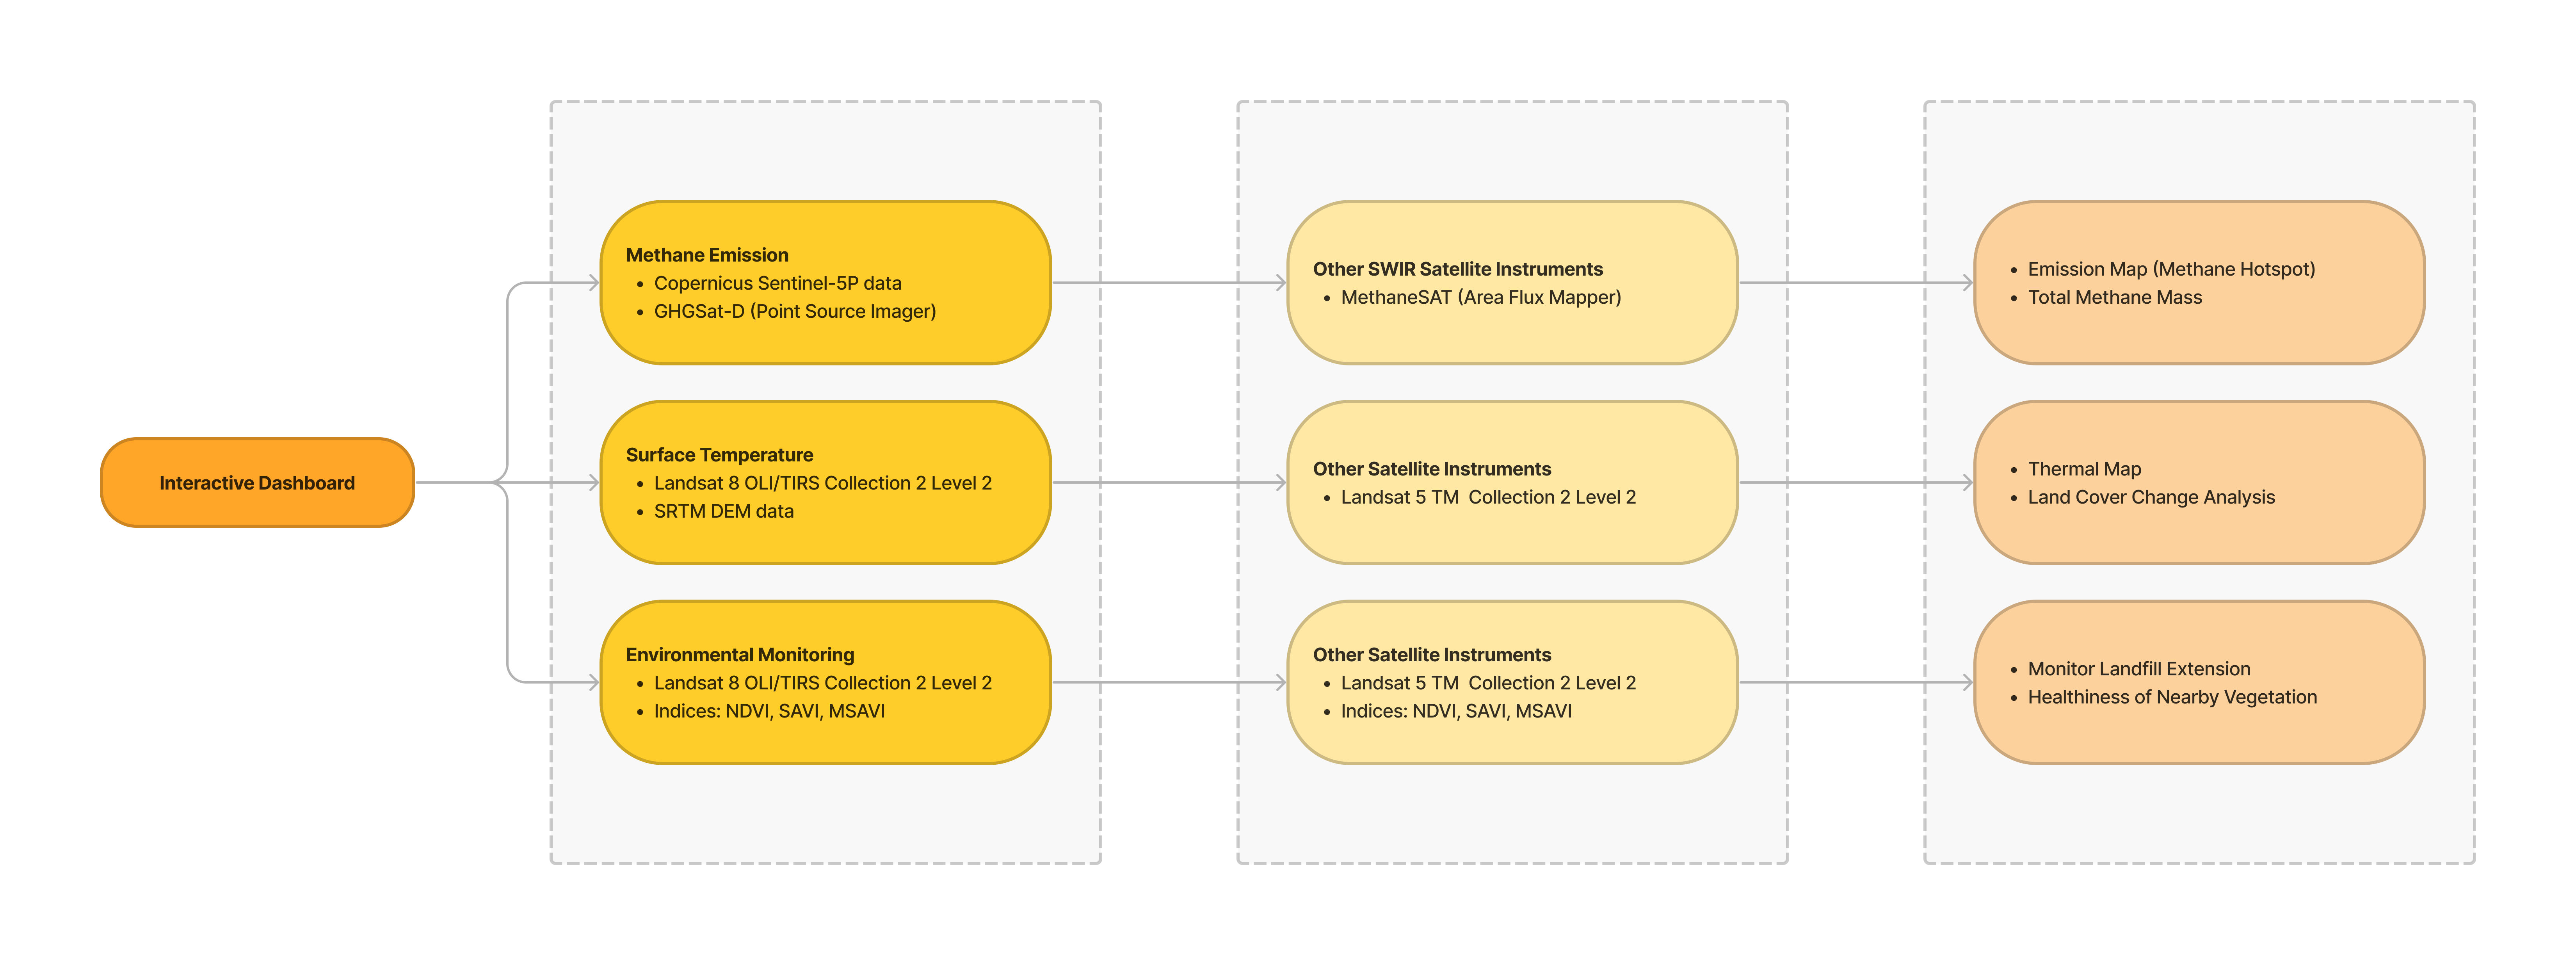 Interactive Dashboard
Methane Emission
• Copernicus Sentinel-5P data
• GHGSat-D (Point Source Imager)
Surface Temperature
• Landsat 8 OLI/TIRS Collection 2 Level 2
• SRTM DEM data
Environmental Monitoring
• Landsat 8 OLI/TIRS Collection 2 Level 2
• Indices: NDVI, SAVI, MSAVI
Other SWIR Satellite Instruments
• MethaneSAT (Area Flux Mapper)
Other Satellite Instruments
• Landsat 5 TM  Collection 2 Level 2
Other Satellite Instruments
• Landsat 5 TM  Collection 2 Level 2
• Indices: NDVI, SAVI, MSAVI
• Emission Map (Methane Hotspot)
• Total Methane Mass
• Thermal Map
• Land Cover Change Analysis
• Monitor Landfill Extension
• Healthiness of Nearby Vegetation